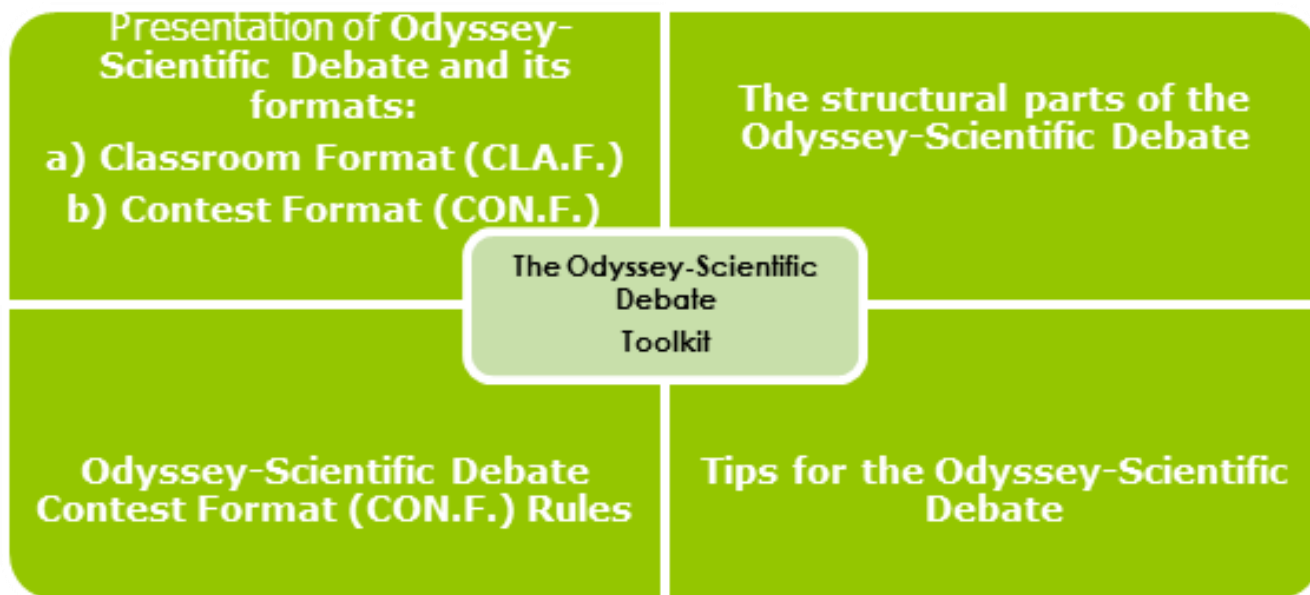 Presentation of Odyssey-
Scientific Debate and its
formats:
a) Classroom Format (CLA.F.)
b) Contest Format (CON.F.)
The structural parts of the
Odyssey-Scientific Debate
The Odyssey-Scientific
Debate
Toolkit
Odyssey-Scientific Debate
Contest Format (CON.F.) Rules
Tips for the Odyssey-Scientific
Debate